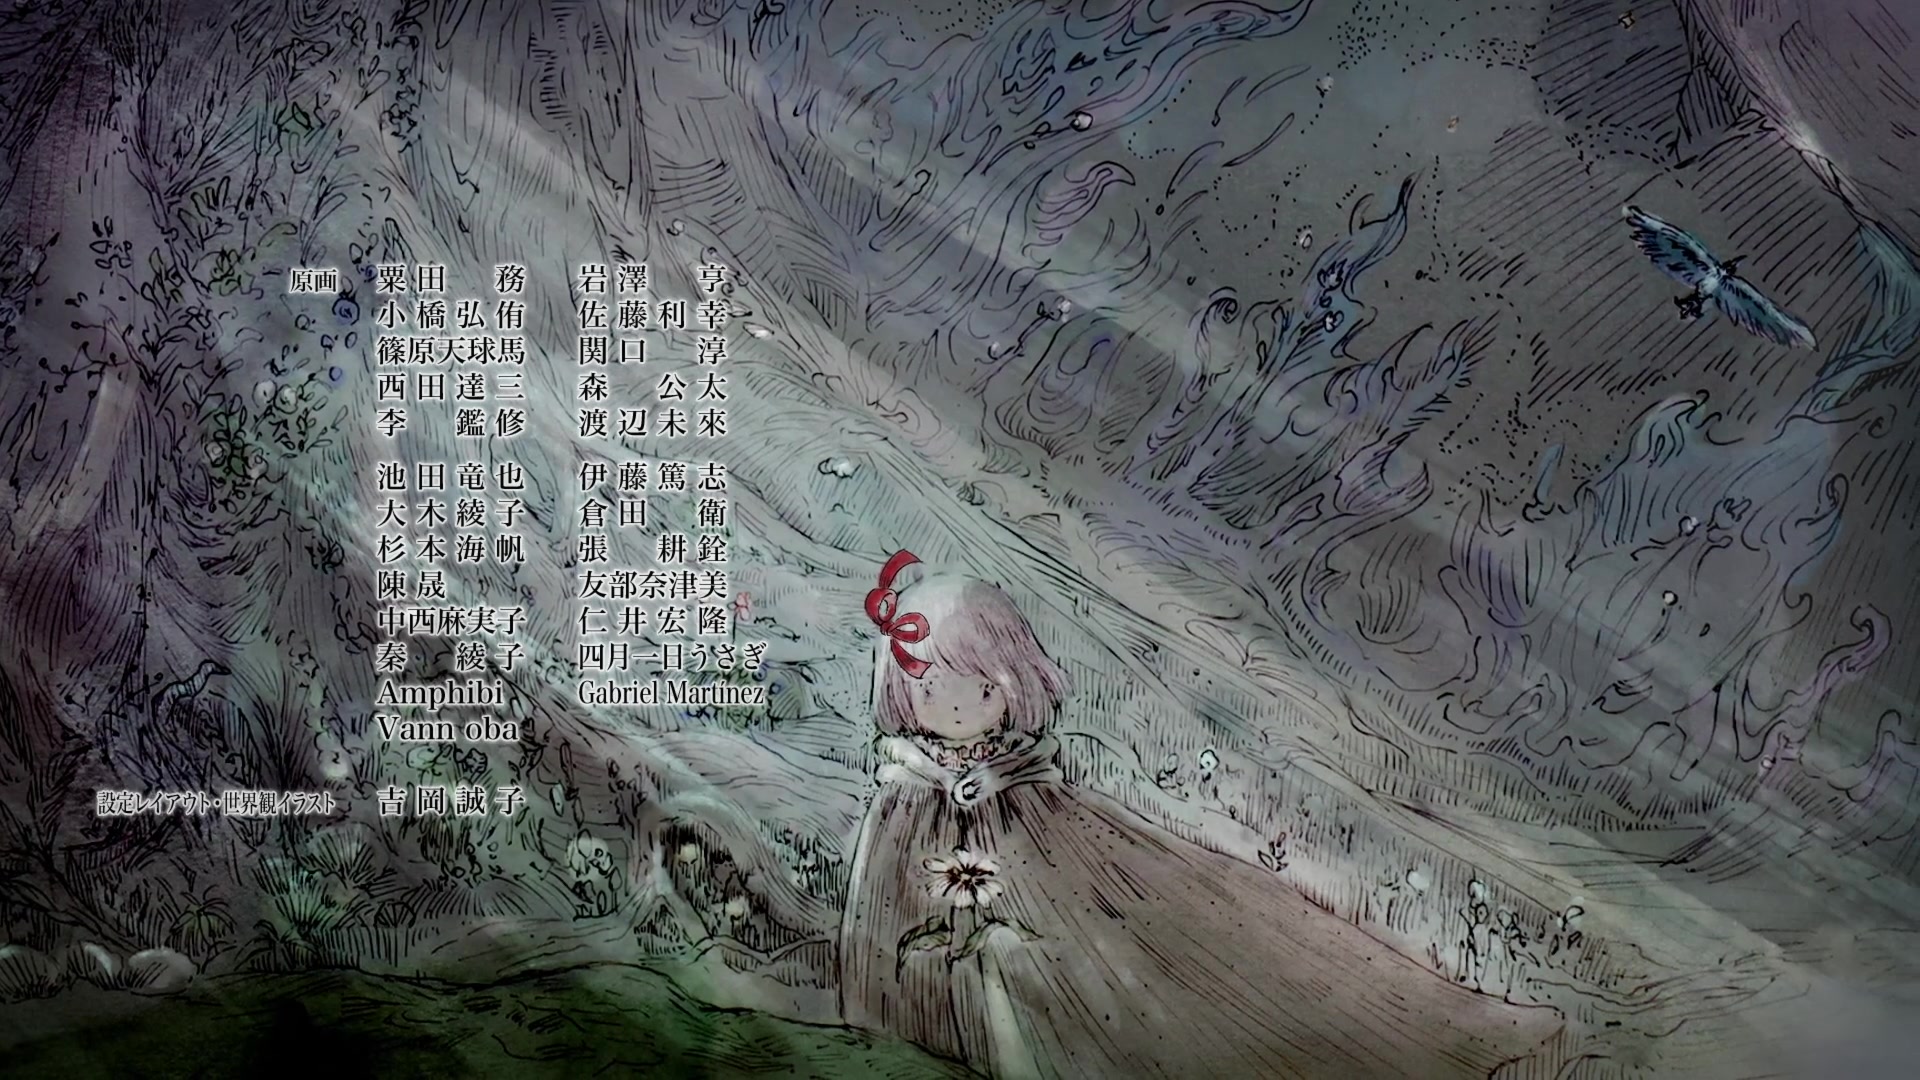 原画 粟田 務 岩澤 亨
小橋弘侑 佐藤利幸
篠原天球馬 関口 淳
西田達三 森 公太
李 鑑修 渡辺未來
池田竜也 伊藤篤志
大木綾子 倉田 衛
杉本海帆 張 耕銓
陳晟 友部奈津美
中西麻実子 仁井宏隆
秦 綾子 四月一日うさぎ
Amphibi Gabriel Martínez
Vann oba
設定レイアウト・世界観イラスト 吉岡誠子